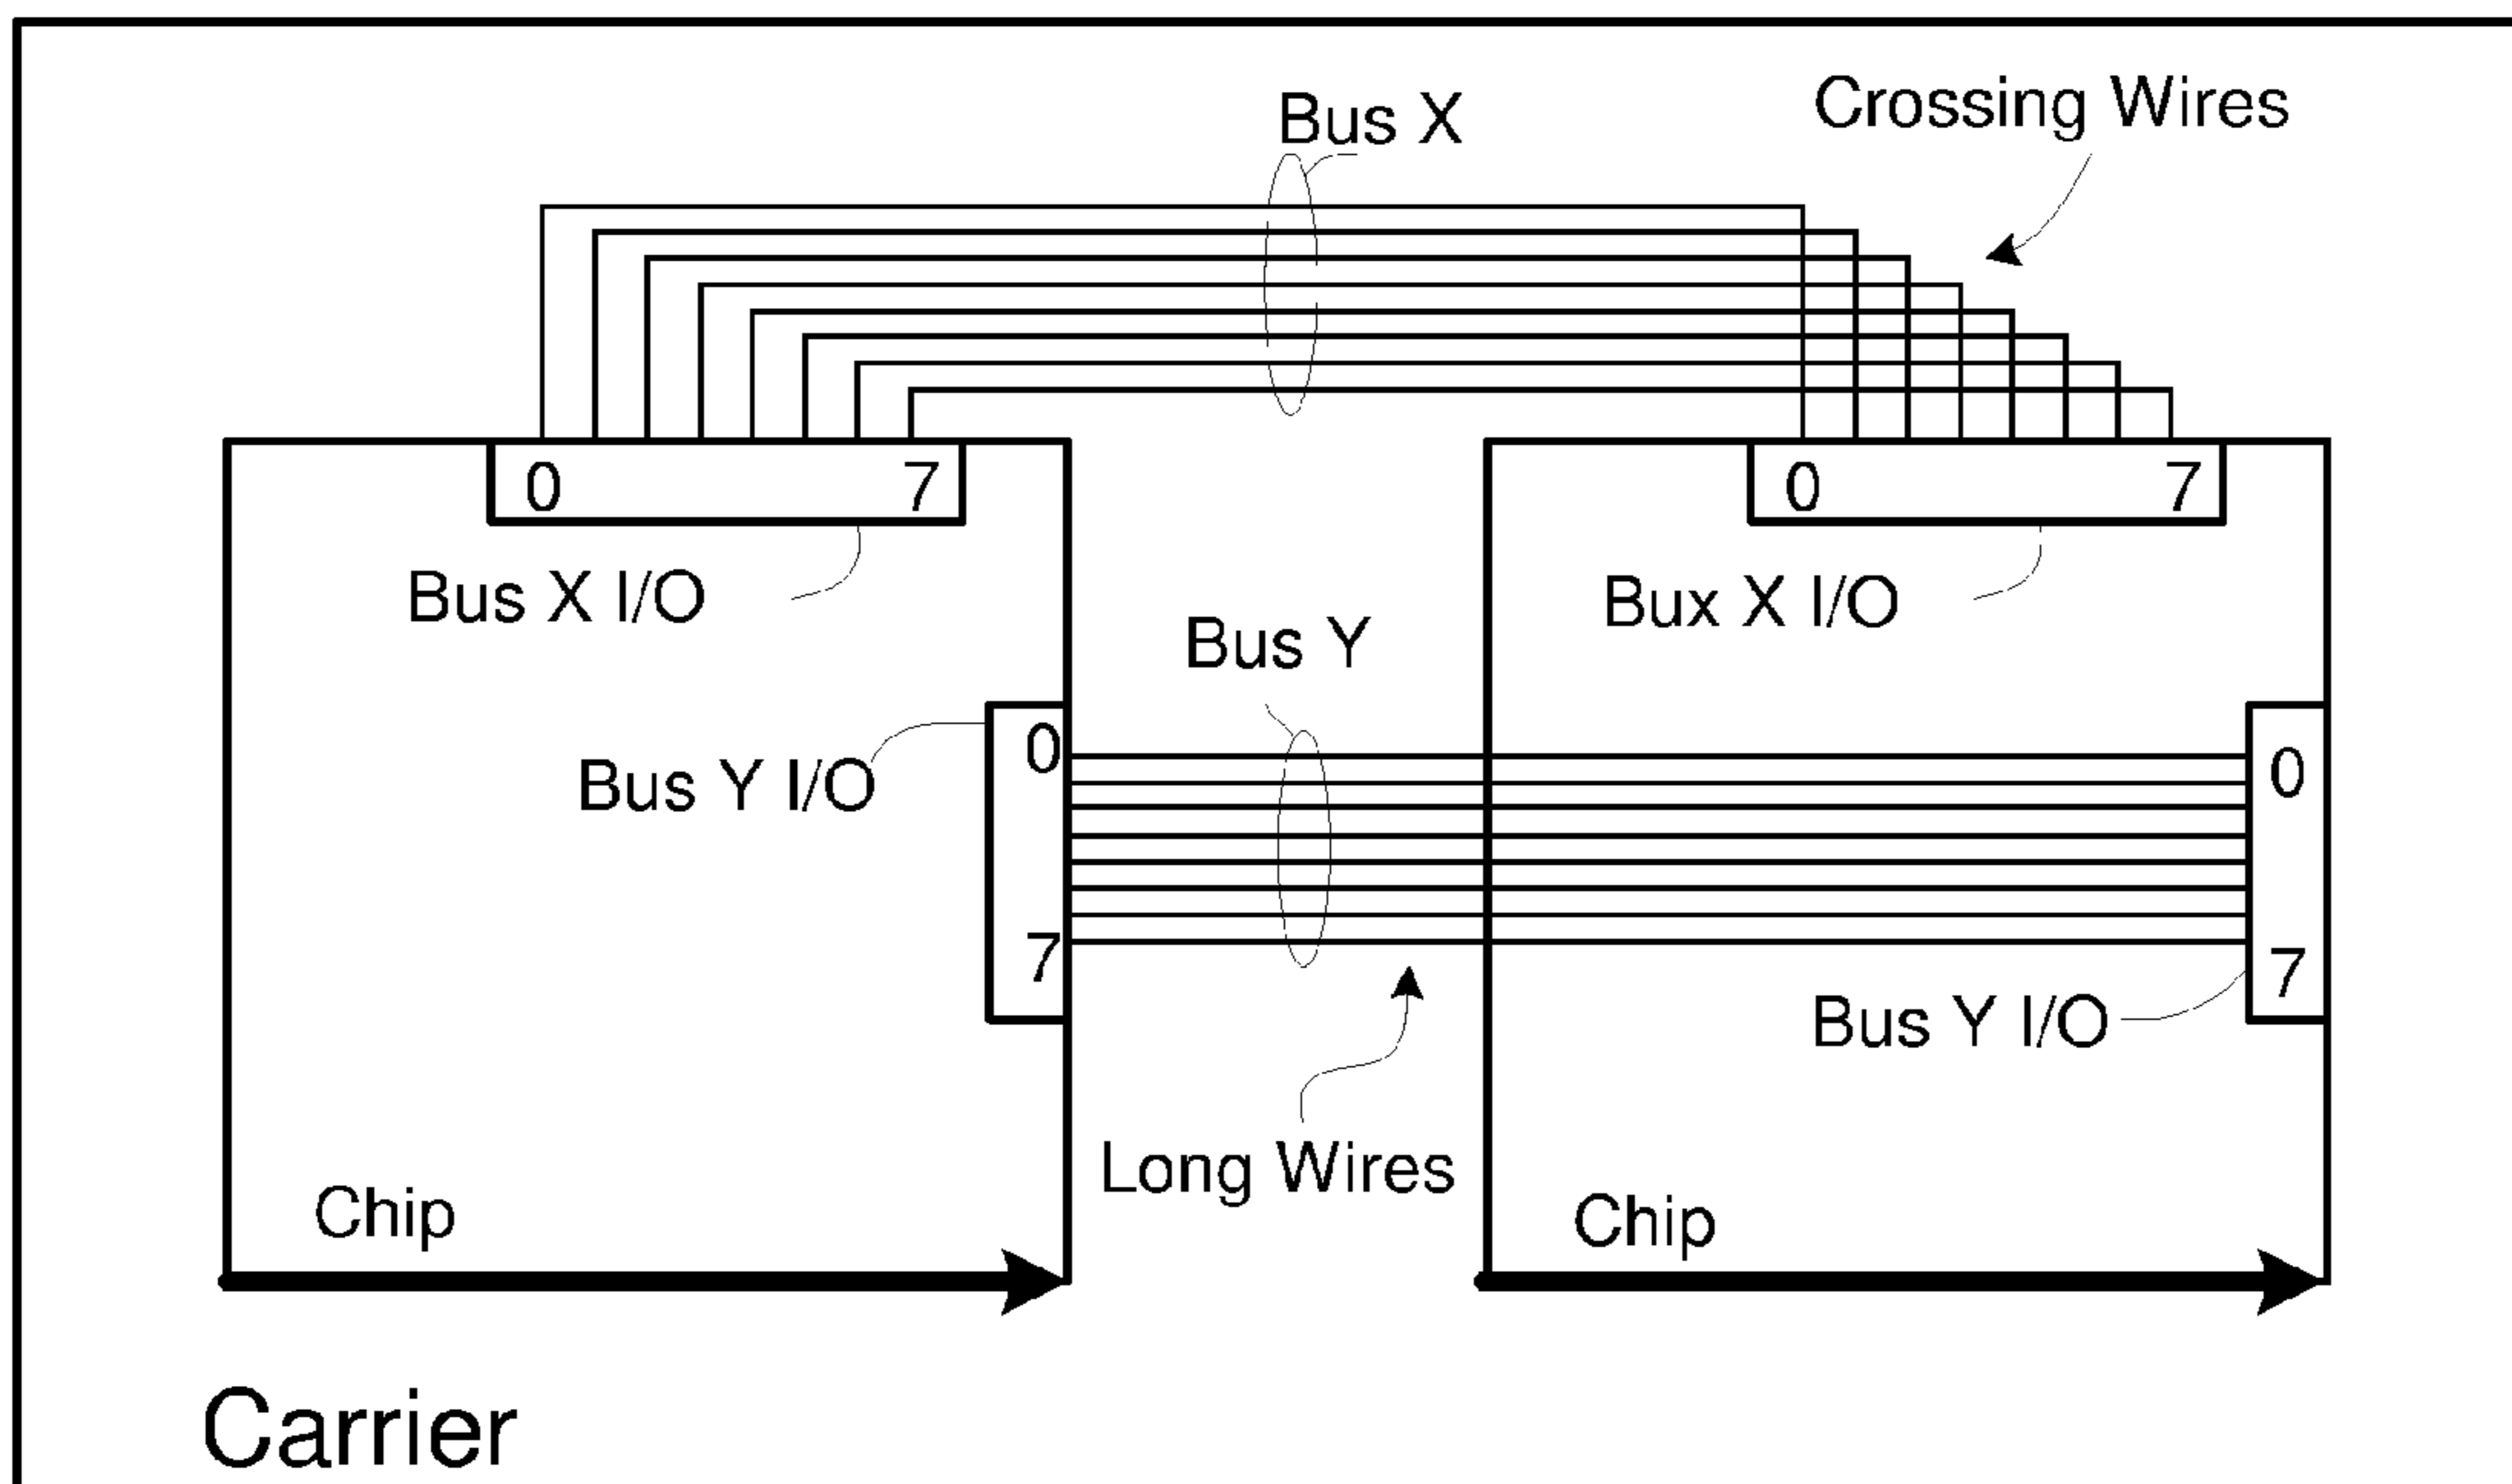 Bus X
Crossing Wires
0 7
0 7
Bus X I/O
Bux X I/O
Bus Y
0
0
Bus Y I/O
7
7
Bus Y I/O
Long Wires
Chip
Chip
Carrier